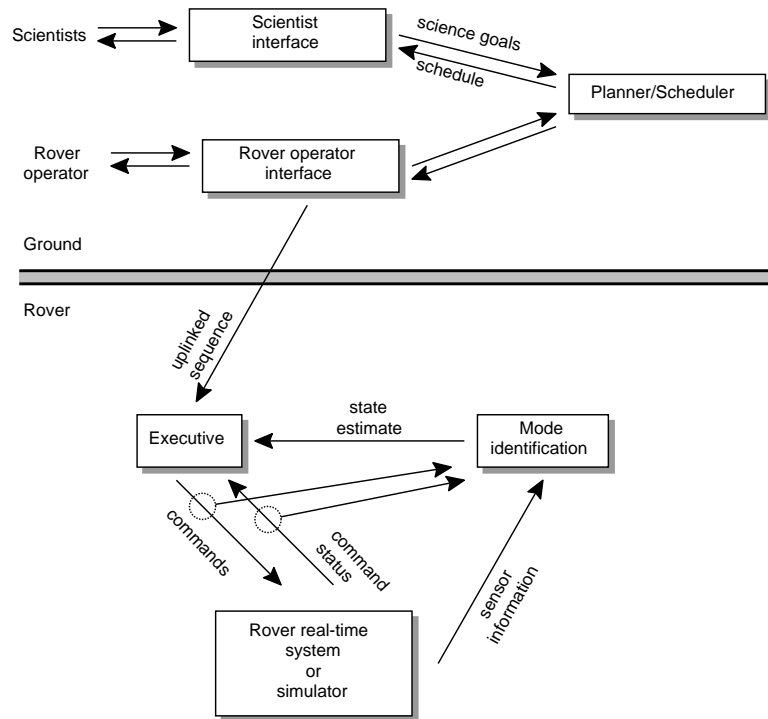 Scientists
Scientist
interface
science goals
schedule
Planner/Scheduler
Rover
operator
Rover operator
interface
Ground
Rover
uplinked
sequence
Executive
state
estimate
Mode
identification
commands
command
status
sensor
information
Rover real-time
system
or
simulator